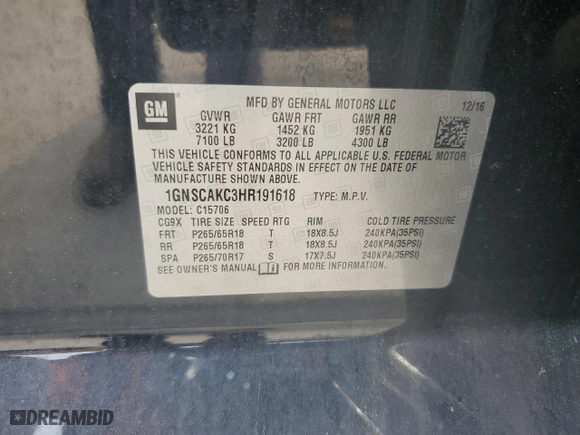 GM
MFD BY GENERAL MOTORS LLC 12/16
GVWR GAWR FRT GAWR RR
3221 KG 1452 KG 1951 KG
7100 LB 3200 LB 4300 LB
THIS VEHICLE CONFORMS TO ALL APPLICABLE U.S. FEDERAL MOTOR
VEHICLE SAFETY STANDARDS IN EFFECT ON THE DATE OF
MANUFACTURE SHOWN ABOVE.
1GNSCAKC3HR191618 TYPE: M.P.V.
MODEL: C15706
CG9X TIRE SIZE SPEED RTG RIM COLD TIRE PRESSURE
FRT P265/65R18 T 18X8.5J 240KPA(35PSI)
RR P265/65R18 T 18X8.5J 240KPA(35PSI)
SPA P265/70R17 S 17X7.5J 240KPA(35PSI)
SEE OWNER'S MANUAL FOR MORE INFORMATION.
DREAMBID